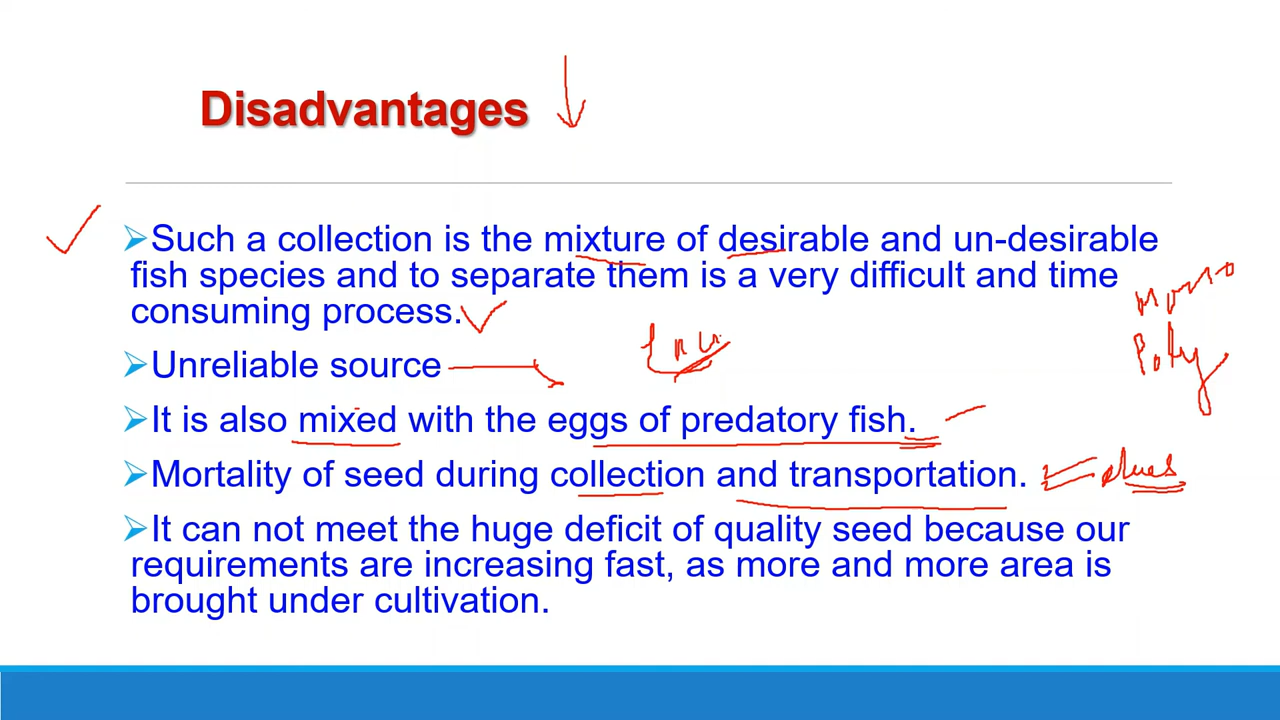 Disadvantages
➢Such a collection is the mixture of desirable and un-desirable
fish species and to separate them is a very difficult and time
consuming process.
Mono
Poly
➢Unreliable source
➢It is also mixed with the eggs of predatory fish.
➢Mortality of seed during collection and transportation.
➢It can not meet the huge deficit of quality seed because our
requirements are increasing fast, as more and more area is
brought under cultivation.